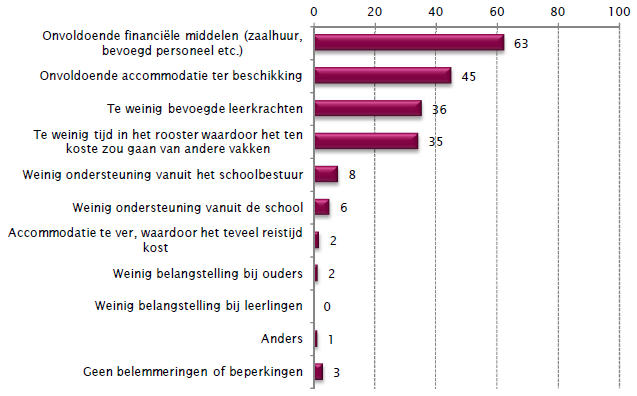 0 20 40 60 80 100
Onvoldoende financiële middelen (zaalhuur,
bevoegd personeel etc.) 63
Onvoldoende accommodatie ter beschikking 45
Te weinig bevoegde leerkrachten 36
Te weinig tijd in het rooster waardoor het ten
koste zou gaan van andere vakken 35
Weinig ondersteuning vanuit het schoolbestuur 8
Weinig ondersteuning vanuit de school 6
Accommodatie te ver, waardoor het teveel reistijd
kost 2
Weinig belangstelling bij ouders 2
Weinig belangstelling bij leerlingen 0
Anders 1
Geen belemmeringen of beperkingen 3